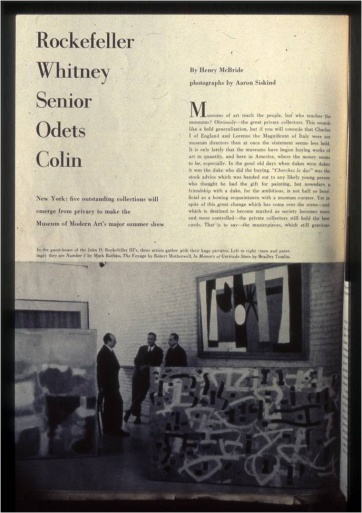 Rockefeller
Whitney
Senior
Odets
Colin
New York: five outstanding collections will
emerge from privacy to make the
Museum of Modern Art's major summer show
By Henry McBride
photographs by Aaron Siskind
Museums of art teach the people, but who teaches the
museums? Obviously—the great private collectors. This sounds
like a bold generalization, but if you will concede that Charles
I of England and Lorenzo the Magnificent of Italy were not
museum directors then at once the statement seems less bold.
It is only lately that the museums have begun buying works of
art in quantity, and here in America, where the money seems
to be, especially. In the good old days when dukes were dukes
it was the duke who did the buying. "Cherchez le duc" was the
stock advice which was handed out to any likely young person
who thought he had the gift for painting, but nowadays a
friendship with a duke, for the ambitious, is not half so bene-
ficial as a bowing acquaintance with a museum curator. Yet in
spite of this great change which has come over the scene—and
which is destined to become marked as society becomes more
and more controlled—the private collectors still hold the best
cards. That is to say—the masterpieces, which still gravitate
In the guest-house of the John D. Rockefeller III's, three artists gather with their huge pictures. Left to right (men and paint-
ings) they are Number by Mark Rothko, The Voyage by Robert Motherwell, In Memory of Gertrude Stein by Bradley Tomlin.